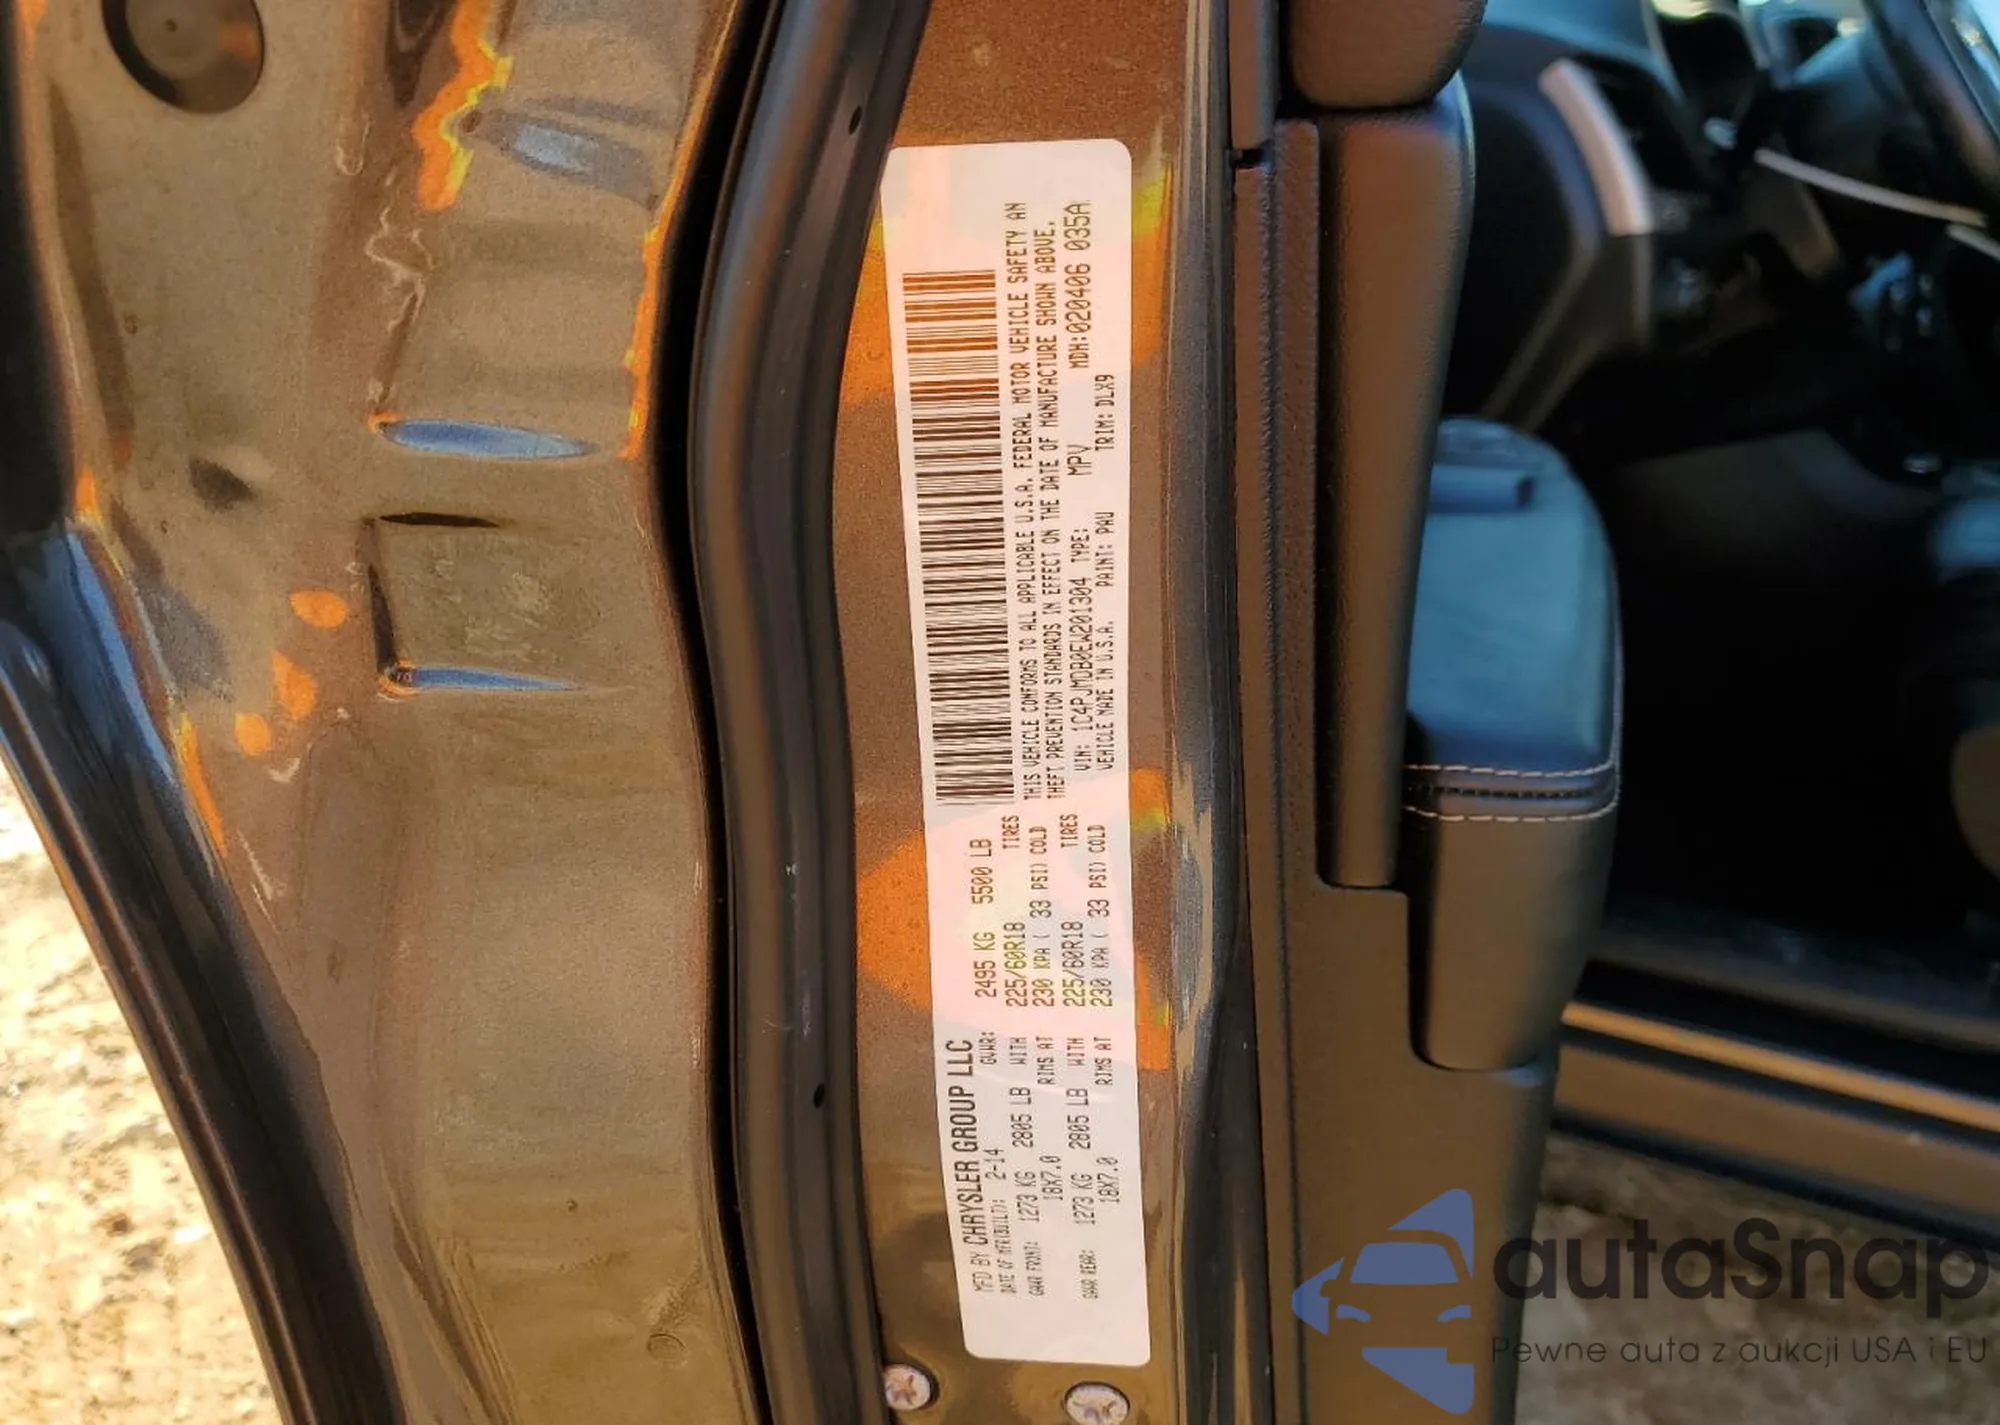 MFD BY CHRYSLER GROUP LLC
DATE OF MFR(BUILT): 2-14 GVWR: 2495 KG 5500 LB
GAWR FRONT: 1273 KG 2805 LB WITH 225/60R18 TIRES
18X7.0 RIMS AT 230 KPA ( 33 PSI) COLD
GAWR REAR: 1273 KG 2805 LB WITH 225/60R18 TIRES
18X7.0 RIMS AT 230 KPA ( 33 PSI) COLD
THIS VEHICLE CONFORMS TO ALL APPLICABLE U.S.A. FEDERAL MOTOR VEHICLE SAFETY AN
THEFT PREVENTION STANDARDS IN EFFECT ON THE DATE OF MANUFACTURE SHOWN ABOVE.
VIN: 1C4PJMDB0EW201304 TYPE: MPV MDH:020406 035A
VEHICLE MADE IN U.S.A. PAINT: PAU TRIM: DLX9
autaSnap
Pewne auta z aukcji USA i EU